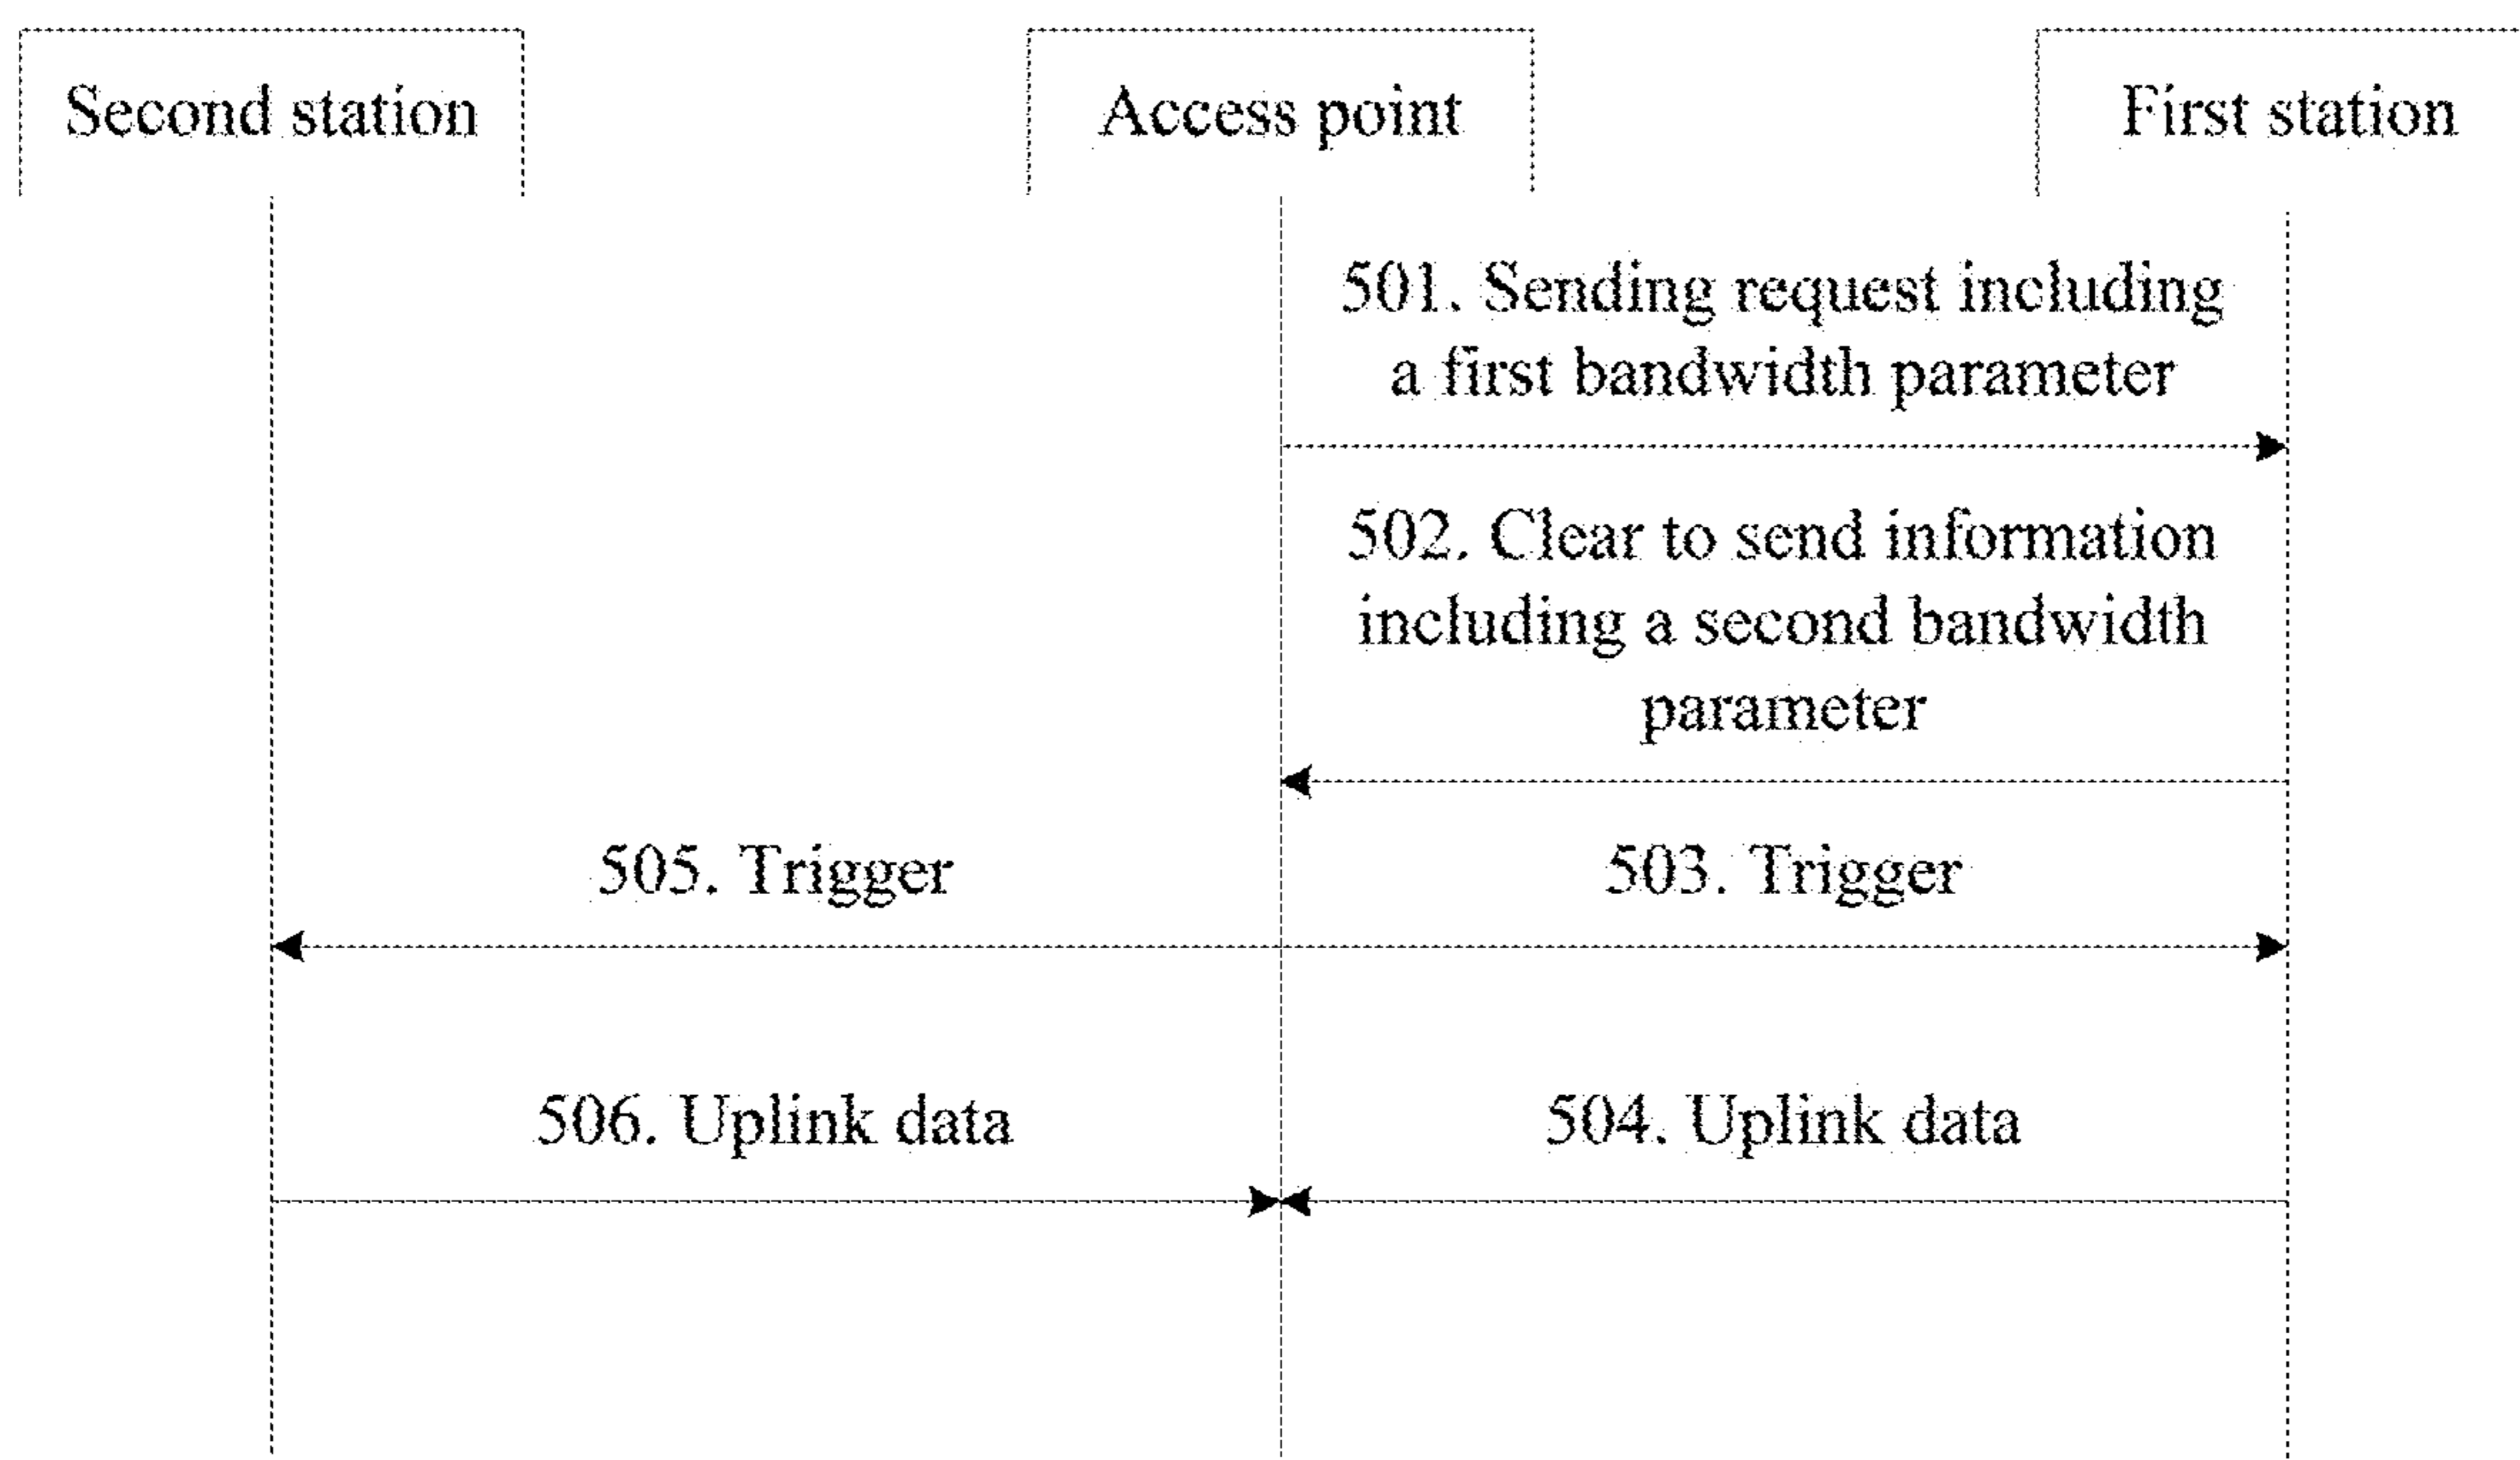 Second station
Access point
First station
501. Sending request including
a first bandwidth parameter
502. Clear to send information
including a second bandwidth
parameter
505. Trigger
503. Trigger
506. Uplink data
504. Uplink data